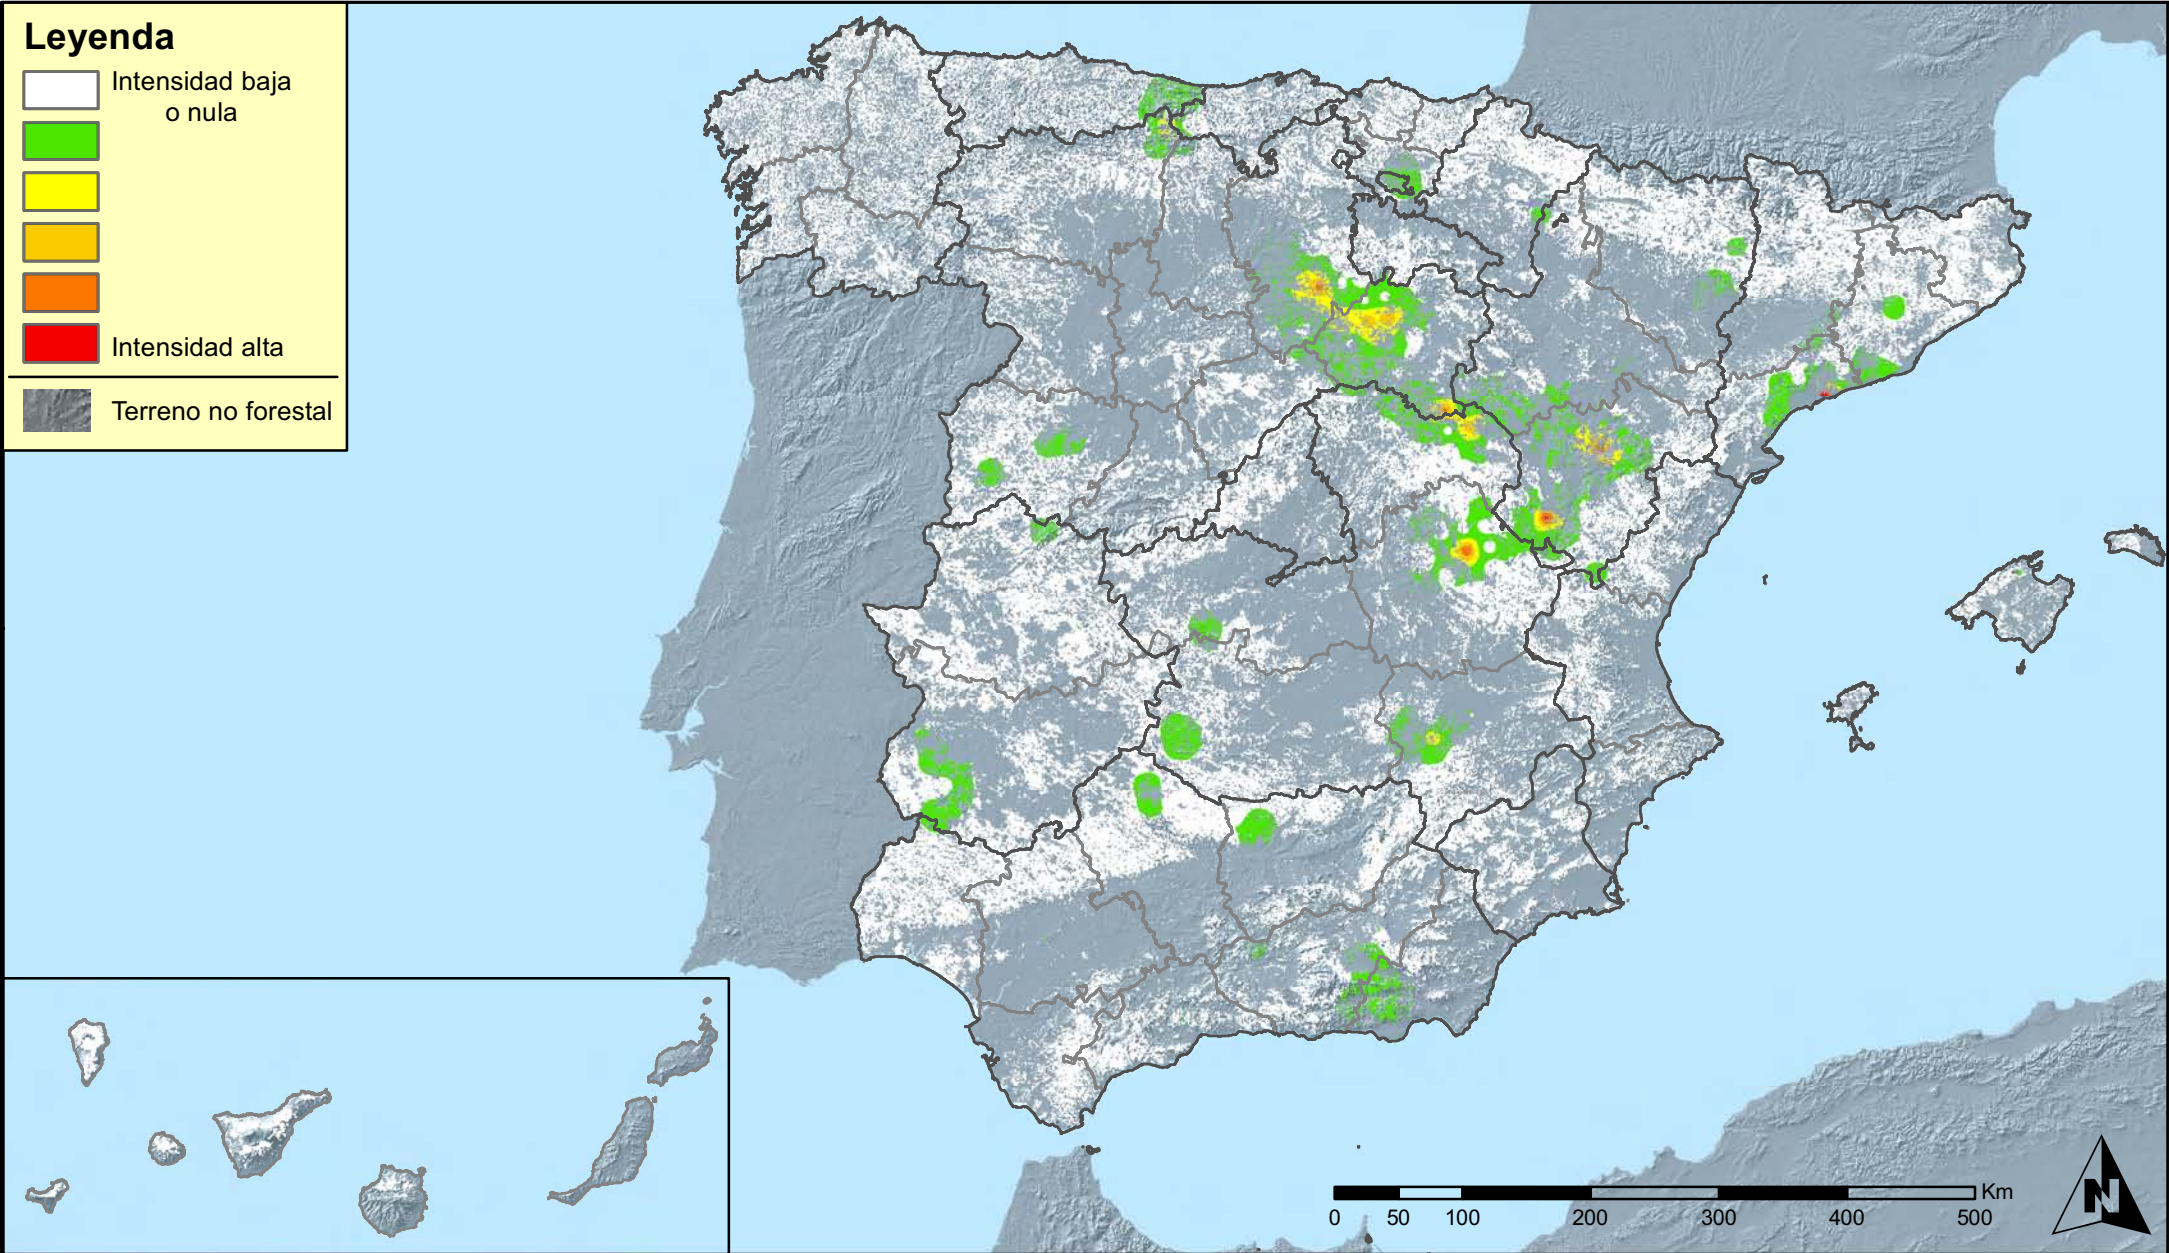 Leyenda
Intensidad baja
o nula
Intensidad alta
Terreno no forestal
Km
0 50 100 200 300 400 500
N